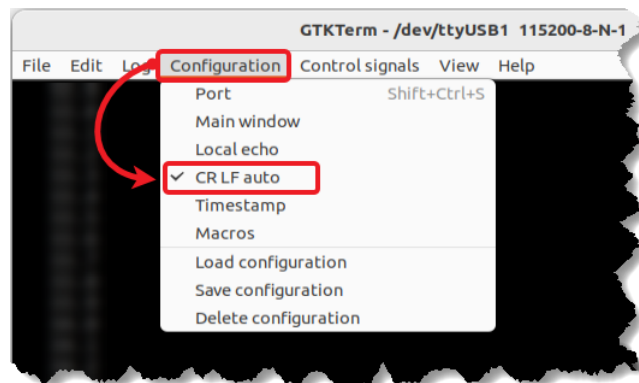 GTKTerm - /dev/ttyUSB1 115200-8-N-1
File Edit Log Configuration Control signals View Help
Port Shift+Ctrl+S
Main window
Local echo
CR LF auto
Timestamp
Macros
Load configuration
Save configuration
Delete configuration